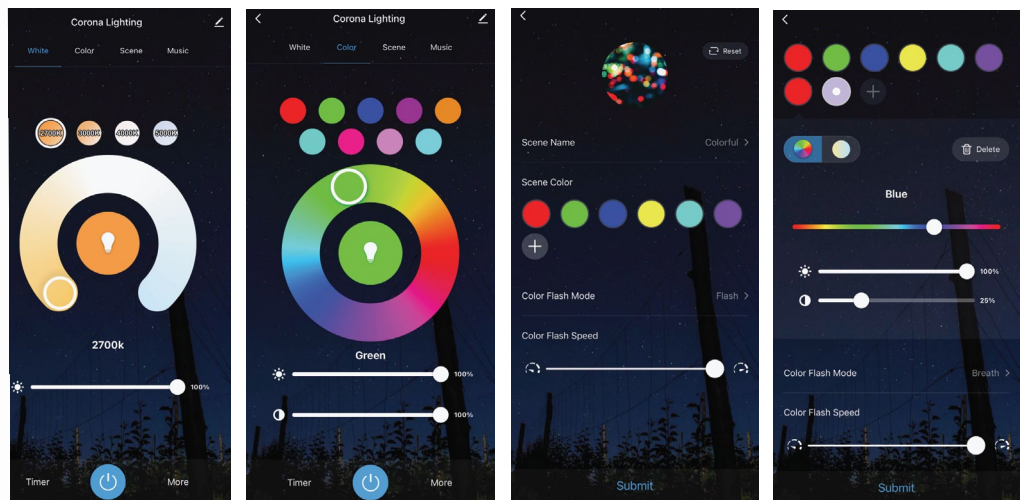 Corona Lighting
White Color Scene Music
2700K 3000K 4000K 5000K
2700k
100%
Timer More
Corona Lighting
White Color Scene Music
Green
100%
100%
Timer More
Reset
Scene Name Colorful >
Scene Color
Color Flash Mode Flash >
Color Flash Speed
Submit
Delete
Blue
100%
25%
Color Flash Mode Breath >
Color Flash Speed
Submit